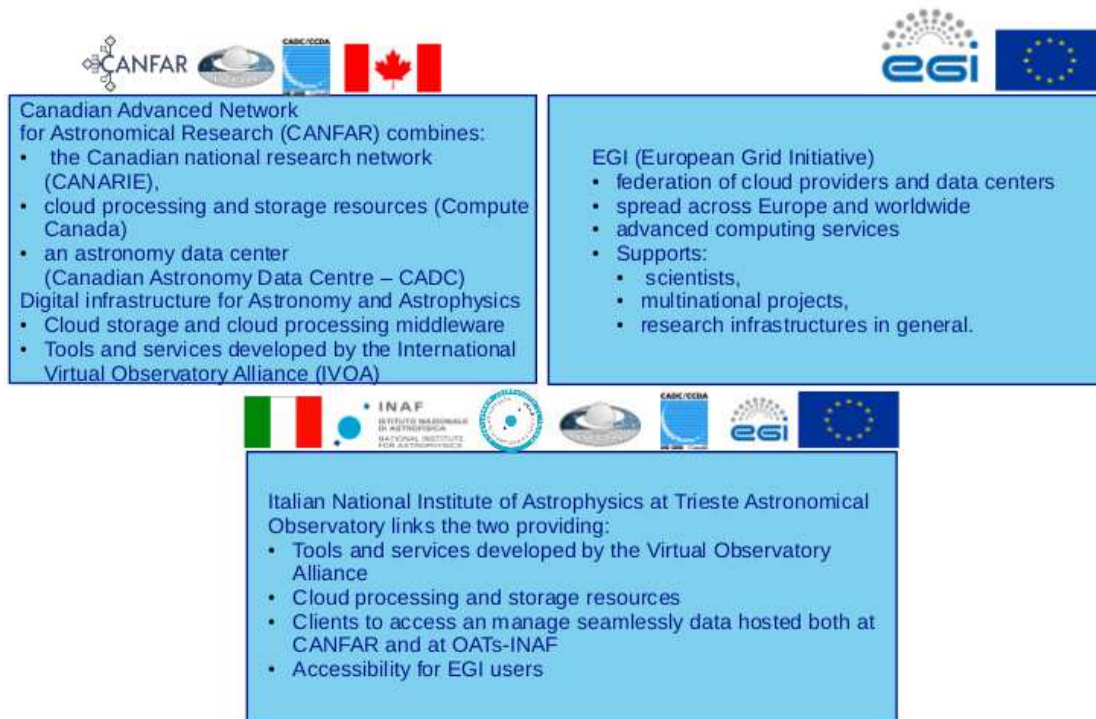 CANFAR
CADC/CCDA
egi
Canadian Advanced Network
for Astronomical Research (CANFAR) combines:
• the Canadian national research network
(CANARIE),
• cloud processing and storage resources (Compute
Canada)
• an astronomy data center
(Canadian Astronomy Data Centre – CADC)
Digital infrastructure for Astronomy and Astrophysics
• Cloud storage and cloud processing middleware
• Tools and services developed by the International
Virtual Observatory Alliance (IVOA)
EGI (European Grid Initiative)
• federation of cloud providers and data centers
• spread across Europe and worldwide
• advanced computing services
• Supports:
• scientists,
• multinational projects,
• research infrastructures in general.
INAF
ISTITUTO NAZIONALE
DI ASTROFISICA
NATIONAL INSTITUTE
FOR ASTROPHYSICS
CADC/CCDA
egi
Italian National Institute of Astrophysics at Trieste Astronomical
Observatory links the two providing:
• Tools and services developed by the Virtual Observatory
Alliance
• Cloud processing and storage resources
• Clients to access an manage seamlessly data hosted both at
CANFAR and at OATs-INAF
• Accessibility for EGI users